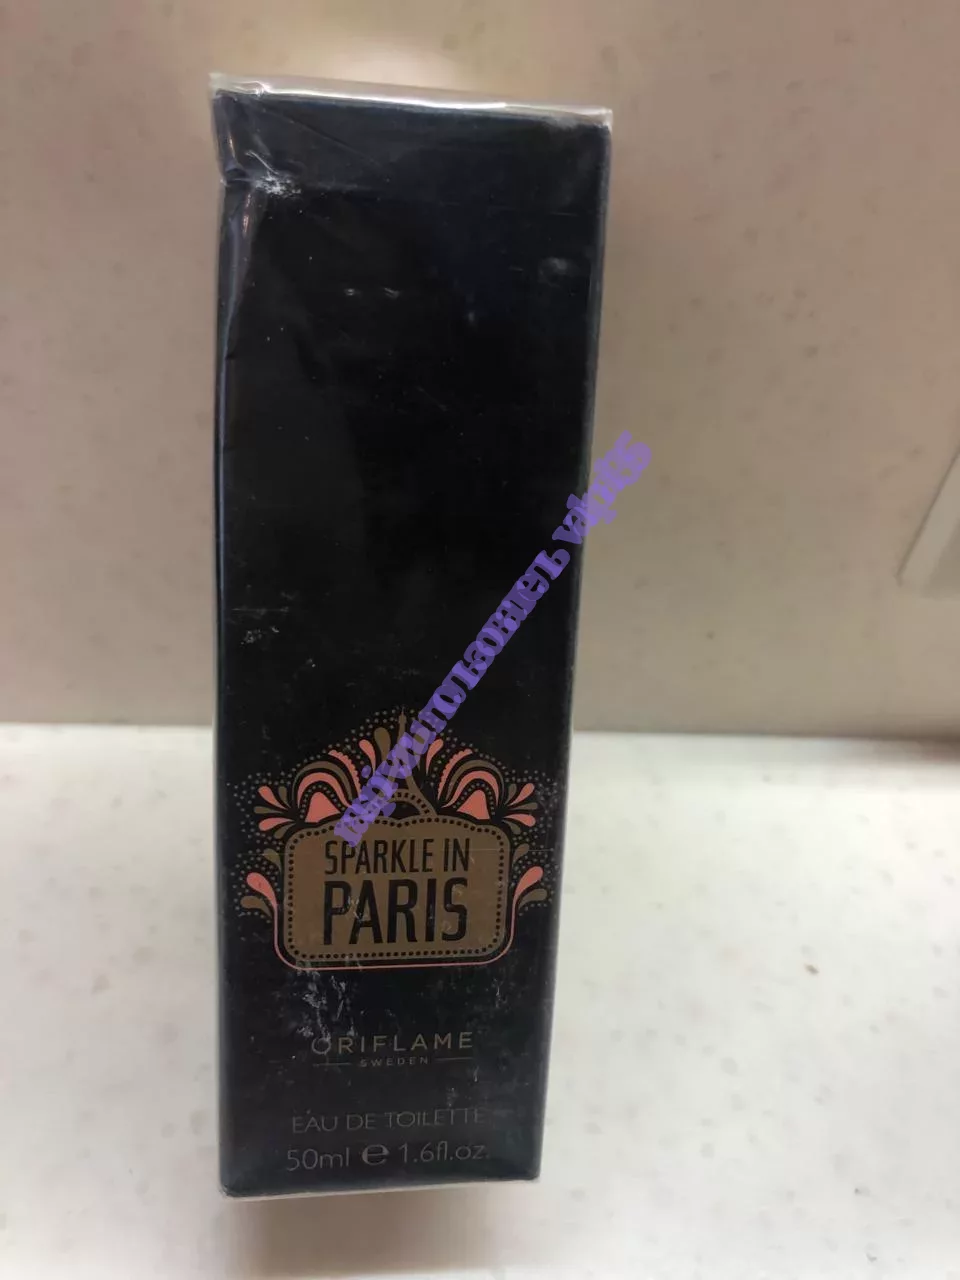 SPARKLE IN
PARIS
ORIFLAME
SWEDEN
EAU DE TOILETTE
50ml e 1.6fl.oz.